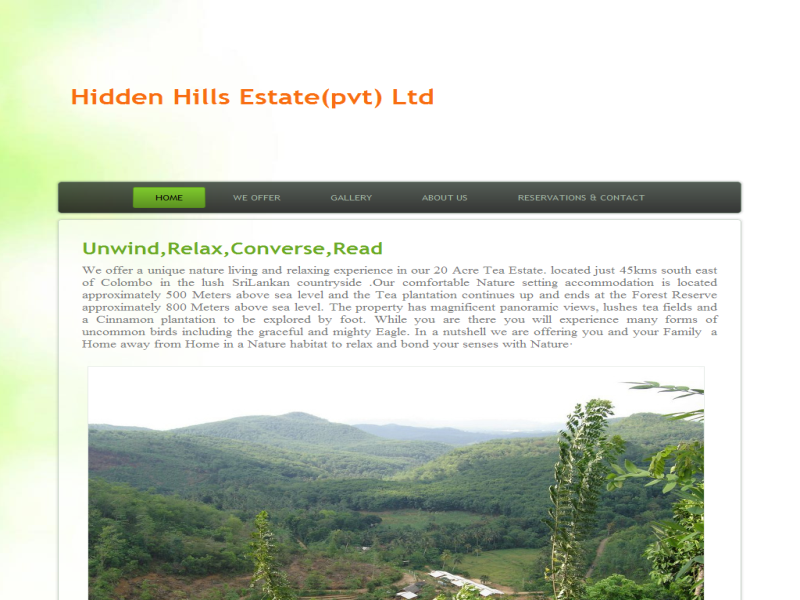 Hidden Hills Estate(pvt) Ltd
HOME WE OFFER GALLERY ABOUT US RESERVATIONS & CONTACT
Unwind,Relax,Converse,Read
We offer a unique nature living and relaxing experience in our 20 Acre Tea Estate. located just 45kms south east
of Colombo in the lush SriLankan countryside .Our comfortable Nature setting accommodation is located
approximately 500 Meters above sea level and the Tea plantation continues up and ends at the Forest Reserve
approximately 800 Meters above sea level. The property has magnificent panoramic views, lushes tea fields and
a Cinnamon plantation to be explored by foot. While you are there you will experience many forms of
uncommon birds including the graceful and mighty Eagle. In a nutshell we are offering you and your Family a
Home away from Home in a Nature habitat to relax and bond your senses with Nature·